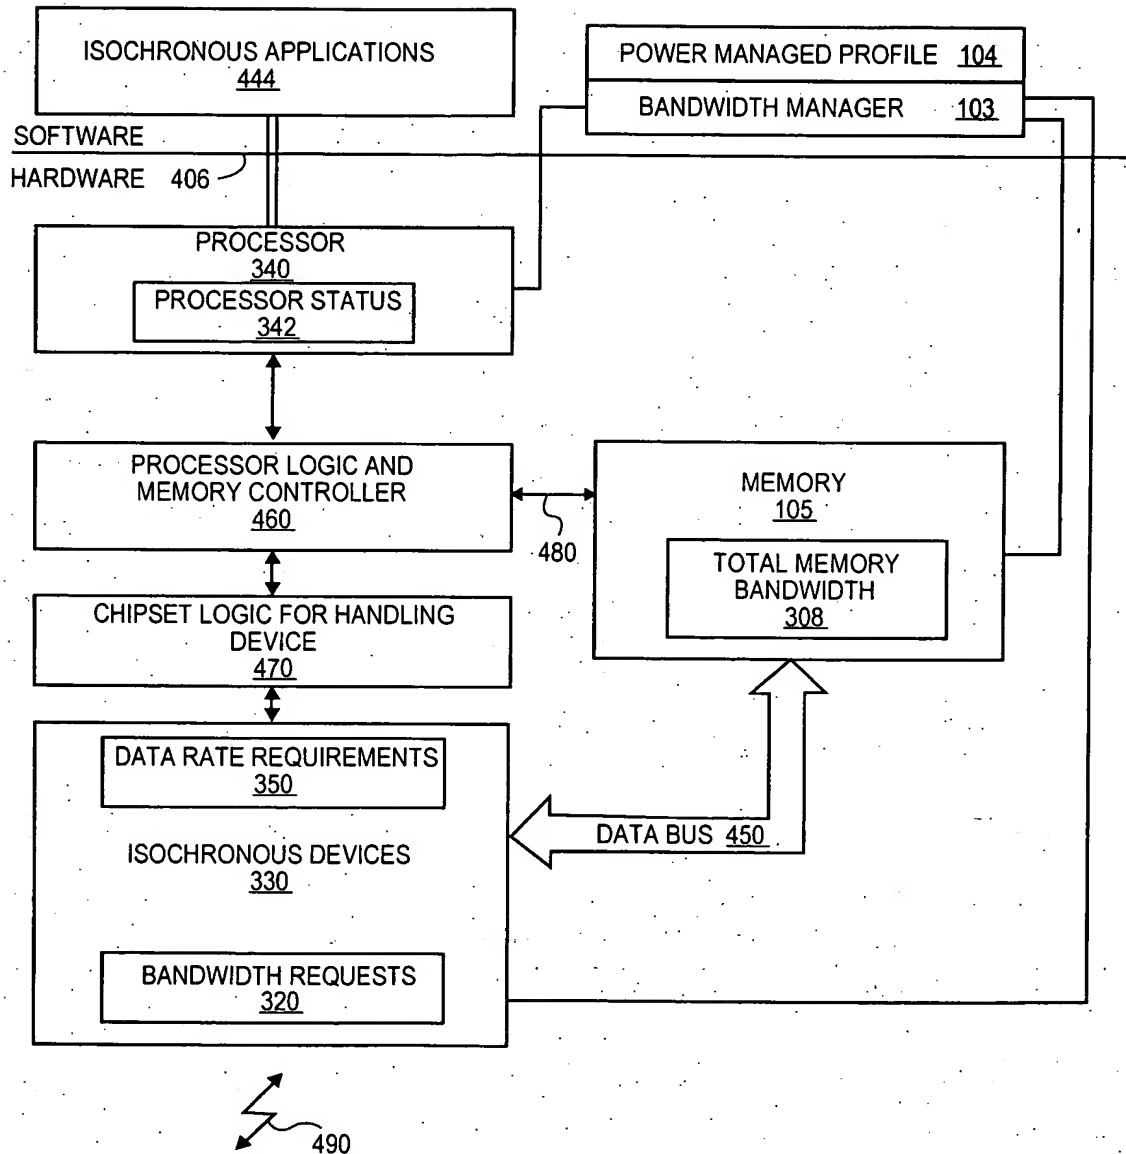 ISOCHRONOUS APPLICATIONS
444
POWER MANAGED PROFILE 104
BANDWIDTH MANAGER 103
SOFTWARE
HARDWARE 406
PROCESSOR
340
PROCESSOR STATUS
342
PROCESSOR LOGIC AND
MEMORY CONTROLLER
460
480
MEMORY
105
TOTAL MEMORY
BANDWIDTH
308
CHIPSET LOGIC FOR HANDLING
DEVICE
470
DATA RATE REQUIREMENTS
350
DATA BUS 450
ISOCHRONOUS DEVICES
330
BANDWIDTH REQUESTS
320
490